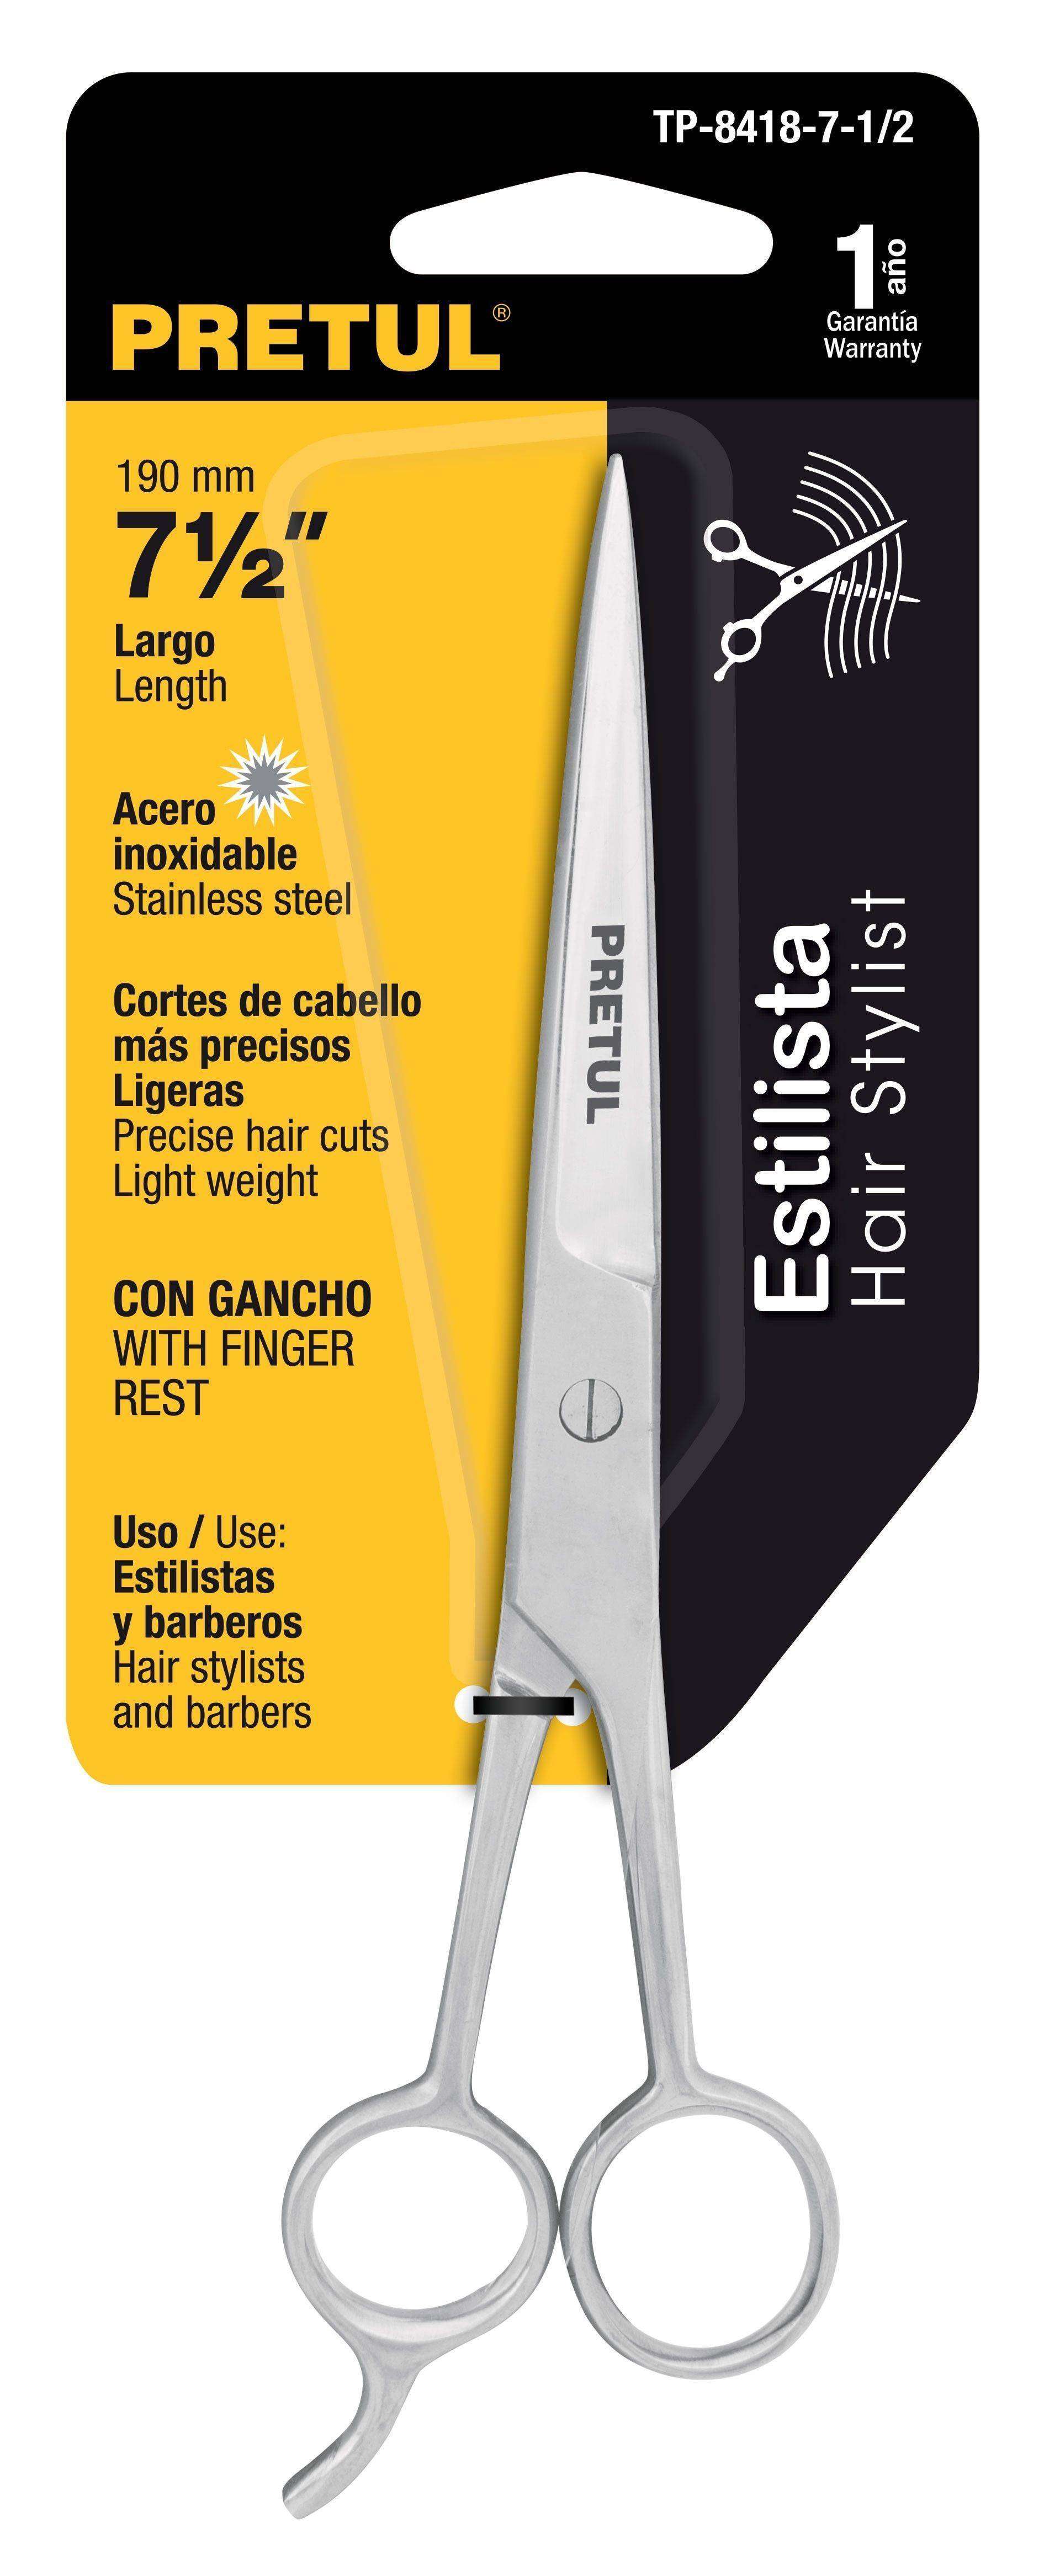 TP-8418-7-1/2
1 año
Garantía
Warranty
PRETUL®
190 mm
7½"
Largo
Length
Acero
inoxidable
Stainless steel
Cortes de cabello
más precisos
Ligeras
Precise hair cuts
Light weight
CON GANCHO
WITH FINGER
REST
Uso / Use:
Estilistas
y barberos
Hair stylists
and barbers
PRETUL
Estilista
Hair Stylist